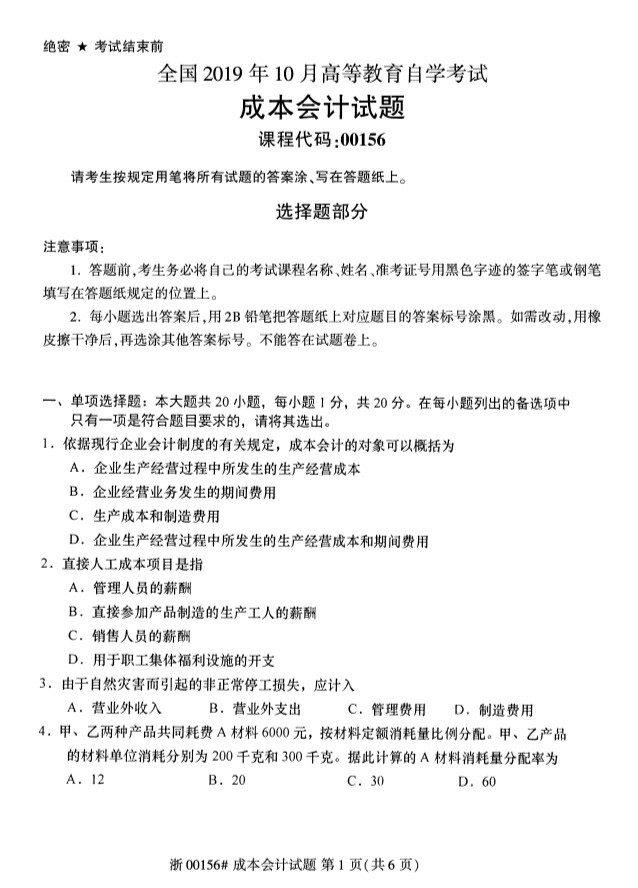 绝密 ★ 考试结束前
全国 2019 年 10 月高等教育自学考试
成本会计试题
课程代码:00156
请考生按规定用笔将所有试题的答案涂、写在答题纸上。
选择题部分
注意事项:
1. 答题前,考生务必将自己的考试课程名称、姓名、准考证号用黑色字迹的签字笔或钢笔
填写在答题纸规定的位置上。
2. 每小题选出答案后,用 2B 铅笔把答题纸上对应题目的答案标号涂黑。如需改动,用橡
皮擦干净后,再选涂其他答案标号。不能答在试题卷上。
一、单项选择题：本大题共 20 小题，每小题 1 分，共 20 分。在每小题列出的备选项中
只有一项是符合题目要求的，请将其选出。
1．依据现行企业会计制度的有关规定，成本会计的对象可以概括为
A．企业生产经营过程中所发生的生产经营成本
B．企业经营业务发生的期间费用
C．生产成本和制造费用
D．企业生产经营过程中所发生的生产经营成本和期间费用
2．直接人工成本项目是指
A．管理人员的薪酬
B．直接参加产品制造的生产工人的薪酬
C．销售人员的薪酬
D．用于职工集体福利设施的开支
3．由于自然灾害而引起的非正常停工损失，应计入
A．营业外收入 B．营业外支出 C．管理费用 D．制造费用
4．甲、乙两种产品共同耗费 A 材料 6000 元，按材料定额消耗量比例分配。甲、乙产品
的材料单位消耗分别为 200 千克和 300 千克。据此计算的 A 材料消耗量分配率为
A．12 B．20 C．30 D．60
浙 00156# 成本会计试题 第 1 页(共 6 页)